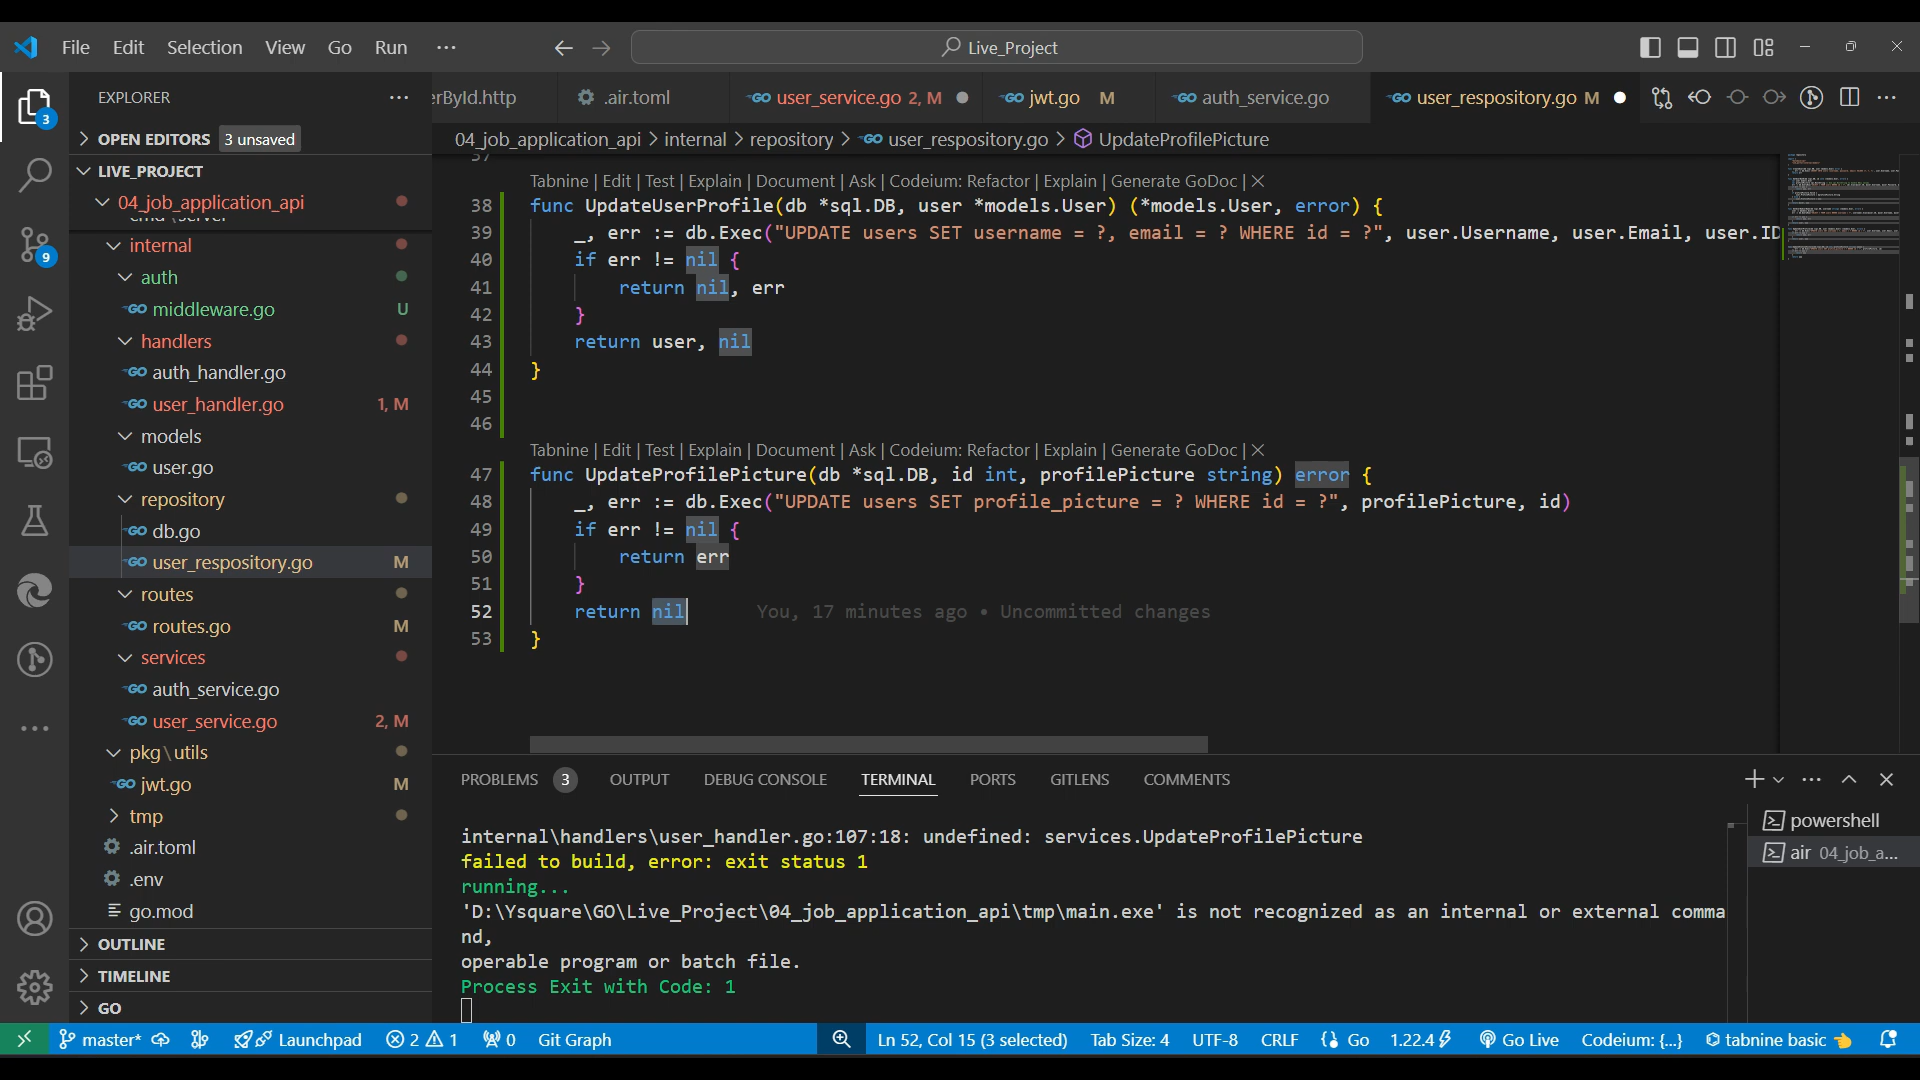 File Edit Selection View Go Run ···
Live_Project
EXPLORER
OPEN EDITORS 3 unsaved
LIVE_PROJECT
04_job_application_api
internal
auth
middleware.go U
handlers
auth_handler.go
user_handler.go 1, M
models
user.go
repository
db.go
user_respository.go M
routes
routes.go M
services
auth_service.go
user_service.go 2, M
pkg\utils
jwt.go M
tmp
.air.toml
.env
go.mod
OUTLINE
TIMELINE
GO
3
9
erById.http .air.toml user_service.go 2, M jwt.go M auth_service.go user_respository.go M
04_job_application_api > internal > repository > user_respository.go > UpdateProfilePicture
37
Tabnine | Edit | Test | Explain | Document | Ask | Codeium: Refactor | Explain | Generate GoDoc | X
38 func UpdateUserProfile(db *sql.DB, user *models.User) (*models.User, error) {
39 _, err := db.Exec("UPDATE users SET username = ?, email = ? WHERE id = ?", user.Username, user.Email, user.ID
40 if err != nil {
41 return nil, err
42 }
43 return user, nil
44 }
45
46
Tabnine | Edit | Test | Explain | Document | Ask | Codeium: Refactor | Explain | Generate GoDoc | X
47 func UpdateProfilePicture(db *sql.DB, id int, profilePicture string) error {
48 _, err := db.Exec("UPDATE users SET profile_picture = ? WHERE id = ?", profilePicture, id)
49 if err != nil {
50 return err
51 }
52 return nil You, 17 minutes ago • Uncommitted changes
53 }
PROBLEMS 3 OUTPUT DEBUG CONSOLE TERMINAL PORTS GITLENS COMMENTS
internal\handlers\user_handler.go:107:18: undefined: services.UpdateProfilePicture
failed to build, error: exit status 1
running...
'D:\Ysquare\GO\Live_Project\04_job_application_api\tmp\main.exe' is not recognized as an internal or external comma
nd,
operable program or batch file.
Process Exit with Code: 1
powershell
air 04_job_a...
master* Launchpad 2 1 0 Git Graph Ln 52, Col 15 (3 selected) Tab Size: 4 UTF-8 CRLF Go 1.22.4 Go Live Codeium: {...} tabnine basic